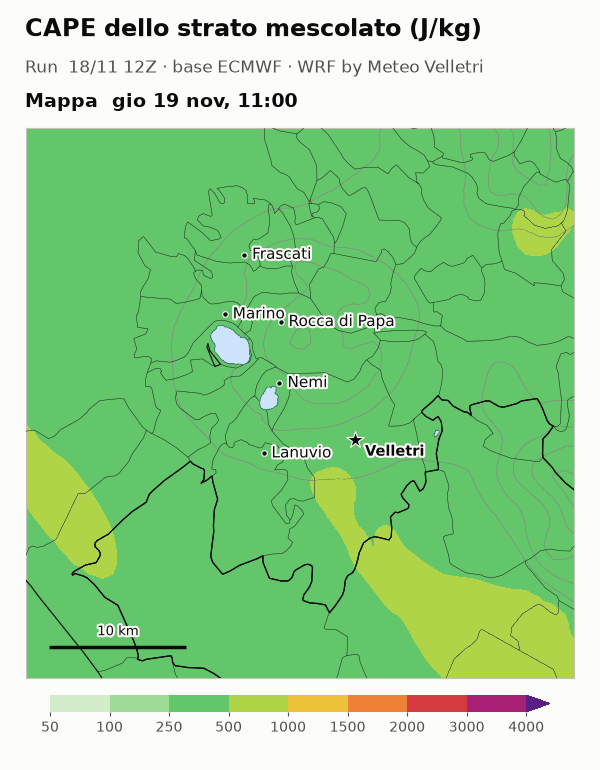 CAPE dello strato mescolato (J/kg)
Run  18/11 12Z · base ECMWF · WRF by Meteo Velletri
Mappa  gio 19 nov, 11:00
Frascati
Marino
Rocca di Papa
Nemi
Velletri
Lanuvio
10 km
50 100 250 500 1000 1500 2000 3000 4000